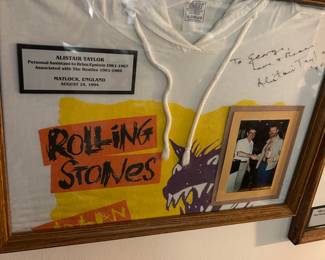 ALISTAIR TAYLOR
Personal Assistant to Brian Epstein 1961-1967
Associated with The Beatles 1961-1969
MATLOCK, ENGLAND
AUGUST 24, 1994
To George,
Alistair Taylor
ROLLING
STONES